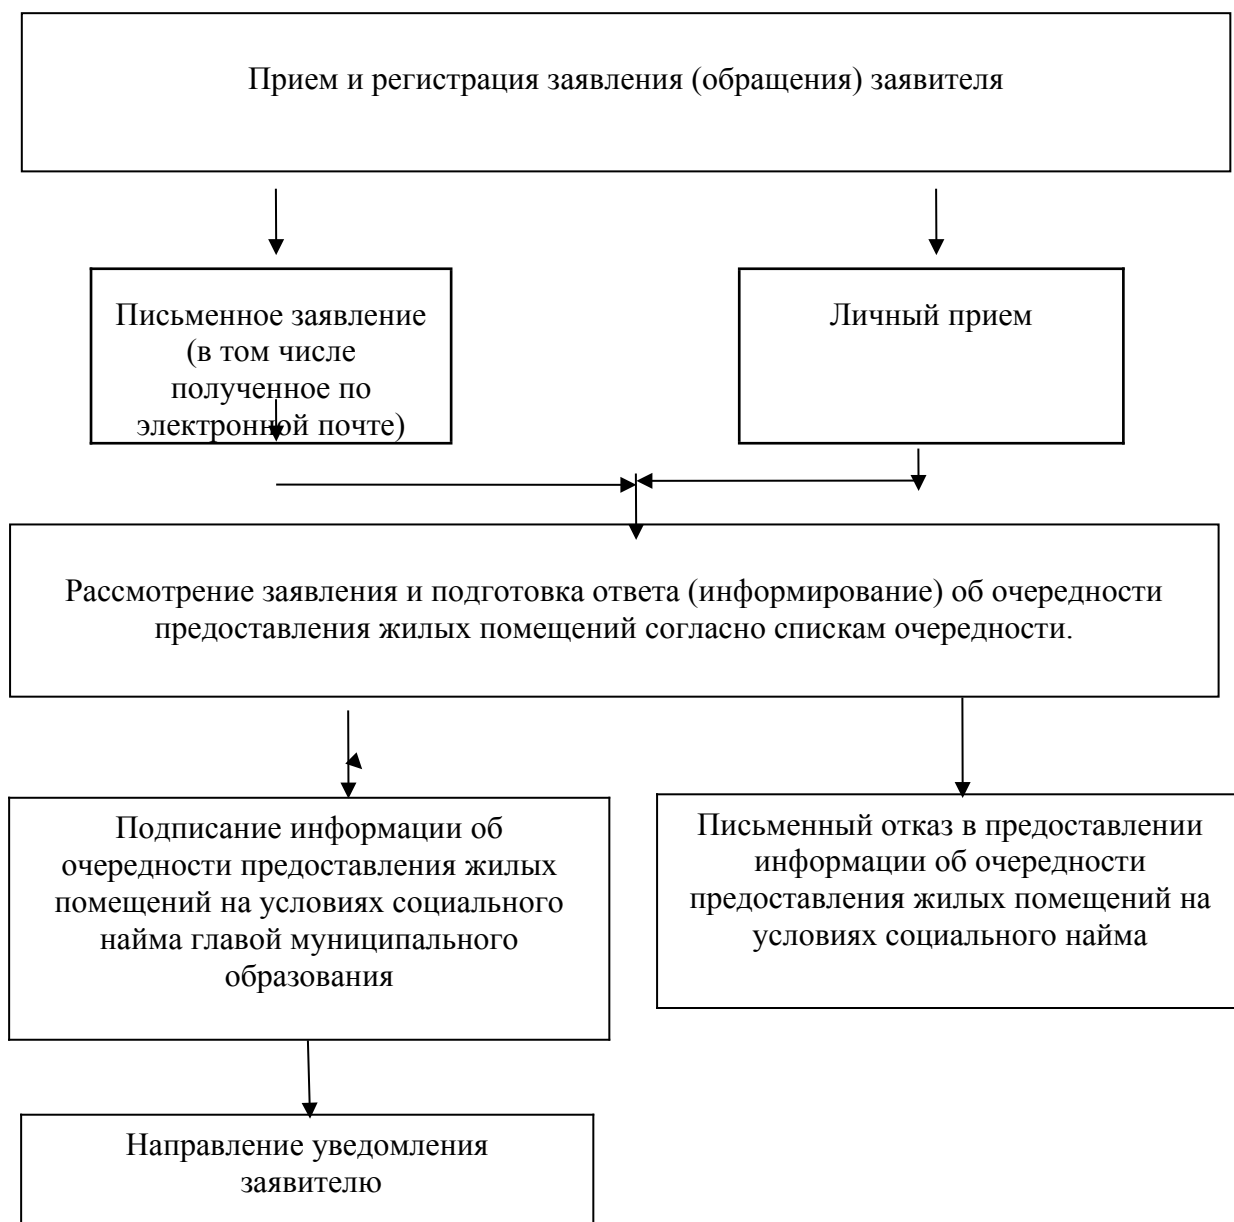 Прием и регистрация заявления (обращения) заявителя
Письменное заявление
(в том числе
полученное по
электронной почте)
Личный прием
Рассмотрение заявления и подготовка ответа (информирование) об очередности
предоставления жилых помещений согласно спискам очередности.
Подписание информации об
очередности предоставления жилых
помещений на условиях социального
найма главой муниципального
образования
Письменный отказ в предоставлении
информации об очередности
предоставления жилых помещений на
условиях социального найма
Направление уведомления
заявителю